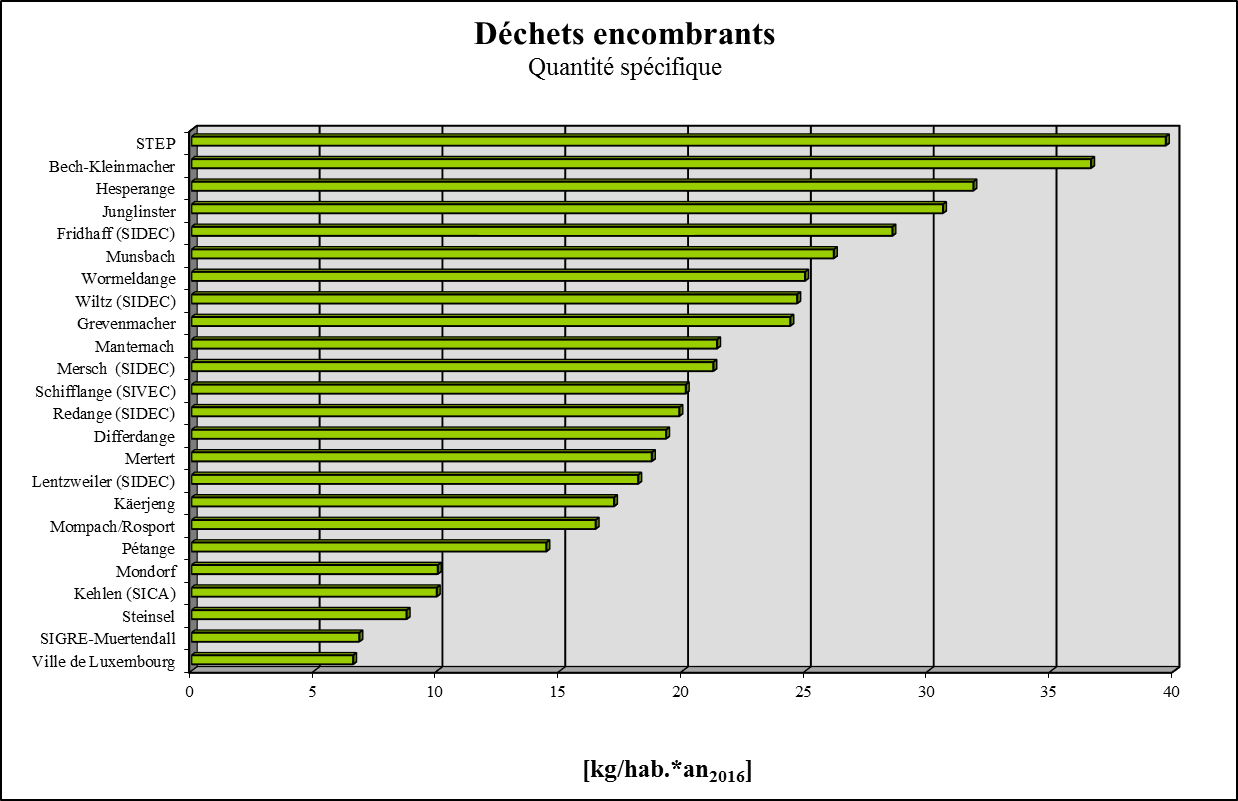 Déchets encombrants
Quantité spécifique
STEP
Bech-Kleinmacher
Hesperange
Junglinster
Fridhaff (SIDEC)
Munsbach
Wormeldange
Wiltz (SIDEC)
Grevenmacher
Manternach
Mersch (SIDEC)
Schifflange (SIVEC)
Redange (SIDEC)
Differdange
Mertert
Lentzweiler (SIDEC)
Käerjeng
Mompach/Rosport
Pétange
Mondorf
Kehlen (SICA)
Steinsel
SIGRE-Muertendall
Ville de Luxembourg
0 5 10 15 20 25 30 35 40
[kg/hab.*an2016]